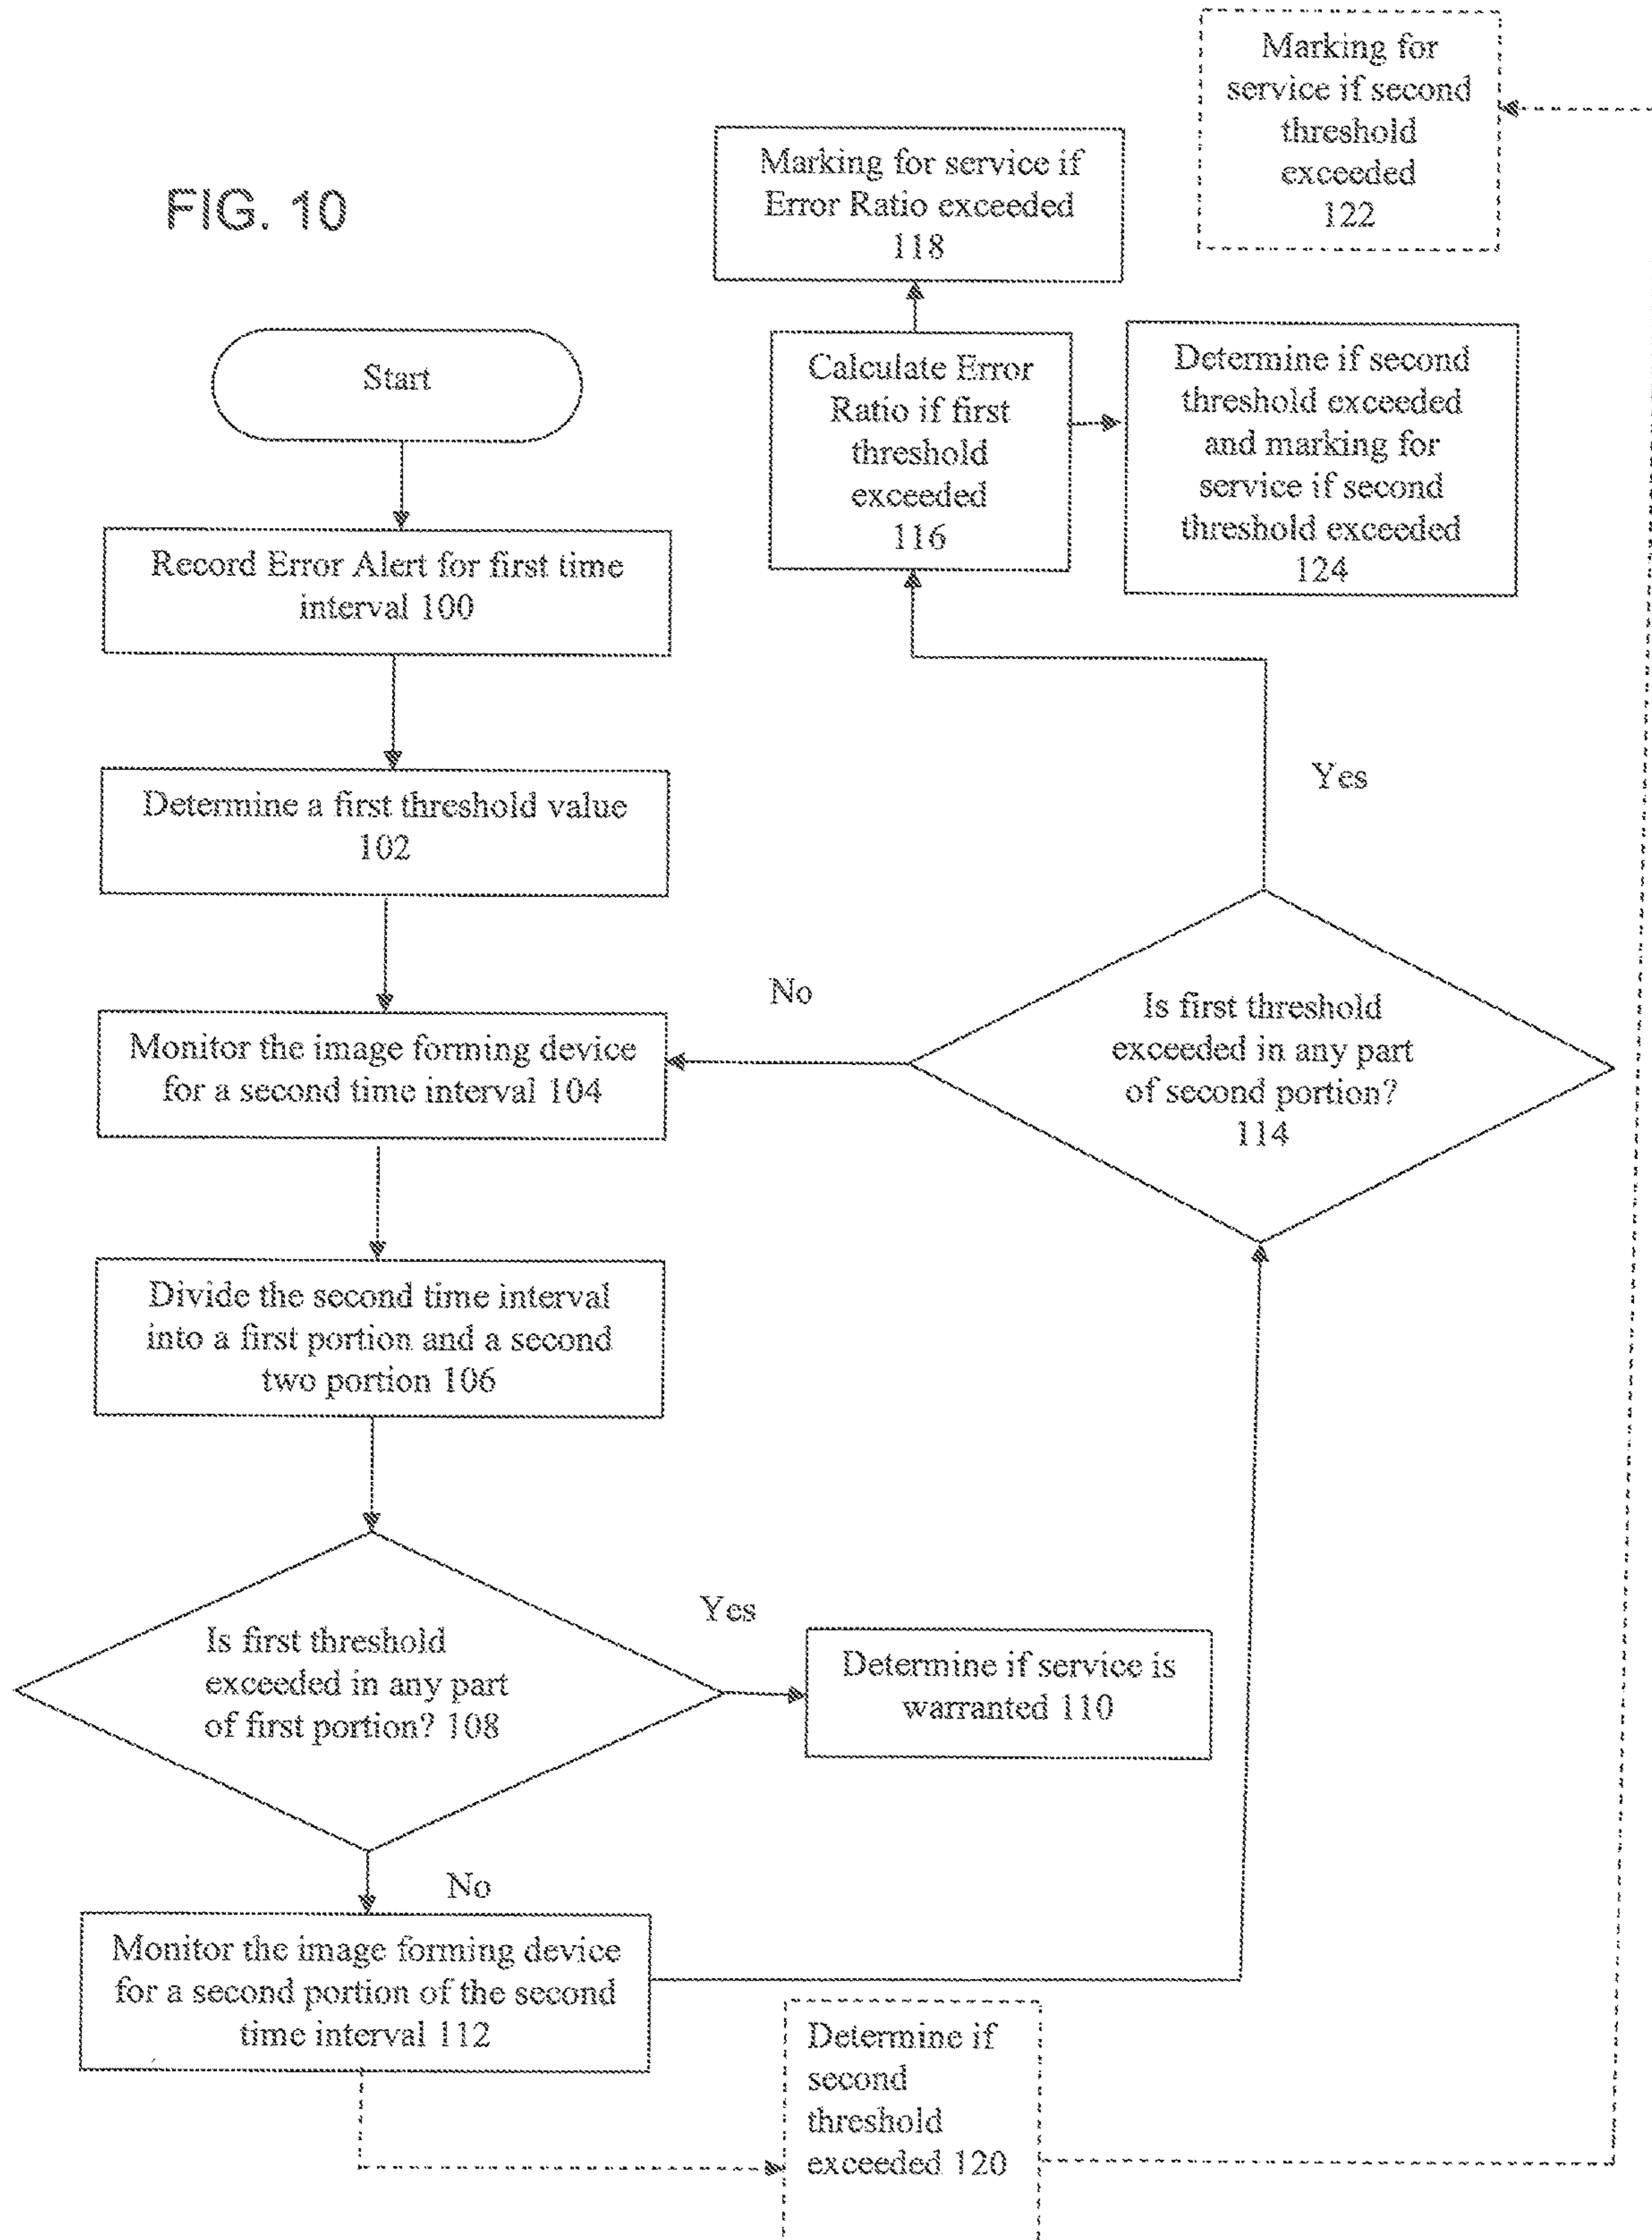 FIG. 10
Start
Record Error Alert for first time
interval 100
Determine a first threshold value
102
Monitor the image forming device
for a second time interval 104
Divide the second time interval
into a first portion and a second
two portion 106
Is first threshold
exceeded in any part
of first portion? 108
Yes
Determine if service is
warranted 110
No
Monitor the image forming device
for a second portion of the second
time interval 112
Determine if
second
threshold
exceeded 120
Is first threshold
exceeded in any part
of second portion?
114
No
Yes
Calculate Error
Ratio if first
threshold
exceeded
116
Marking for service if
Error Ratio exceeded
118
Determine if second
threshold exceeded
and marking for
service if second
threshold exceeded
124
Marking for
service if second
threshold
exceeded
122